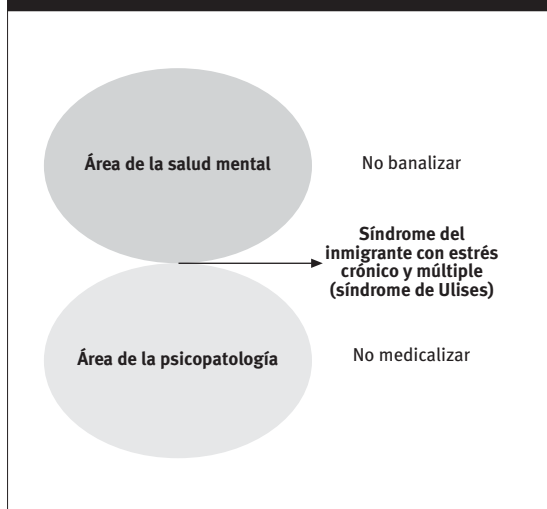 Área de la salud mental
No banalizar
Síndrome del
inmigrante con estrés
crónico y múltiple
(síndrome de Ulises)
Área de la psicopatología
No medicalizar